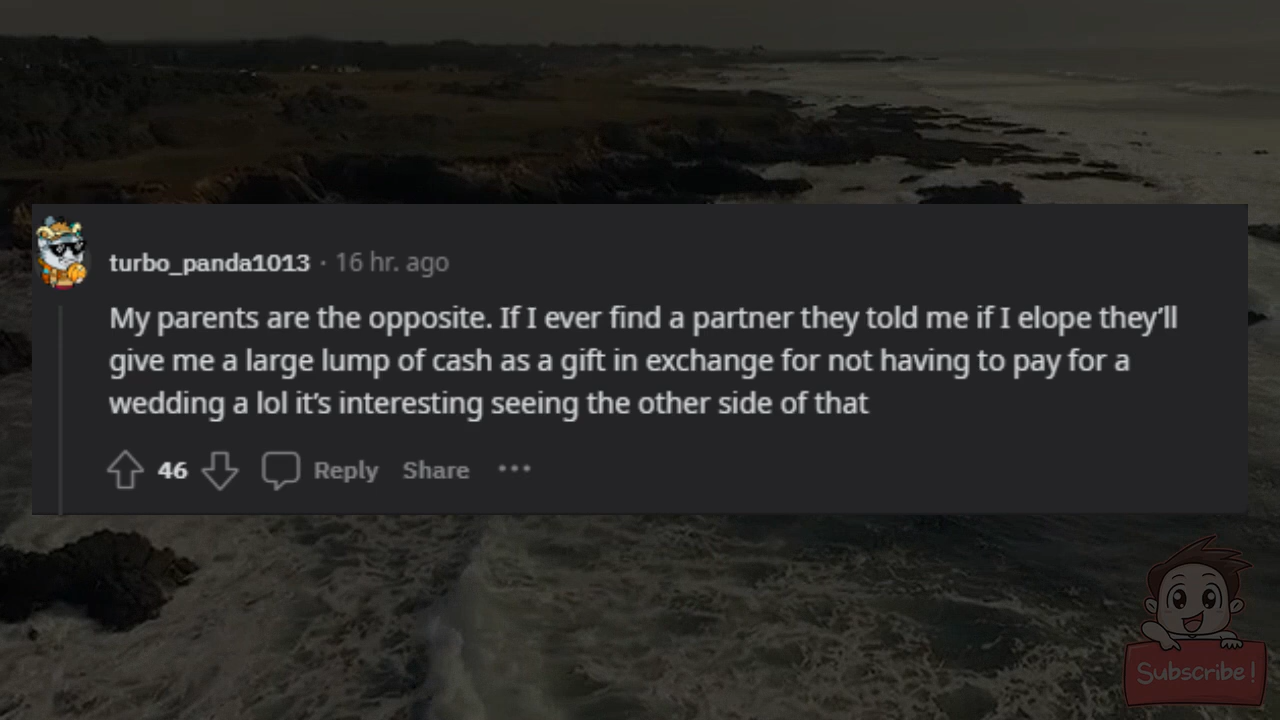 turbo_panda1013 · 16 hr. ago
My parents are the opposite. If I ever find a partner they told me if I elope they’ll
give me a large lump of cash as a gift in exchange for not having to pay for a
wedding a lol it’s interesting seeing the other side of that
46 Reply Share ...
Subscribe!